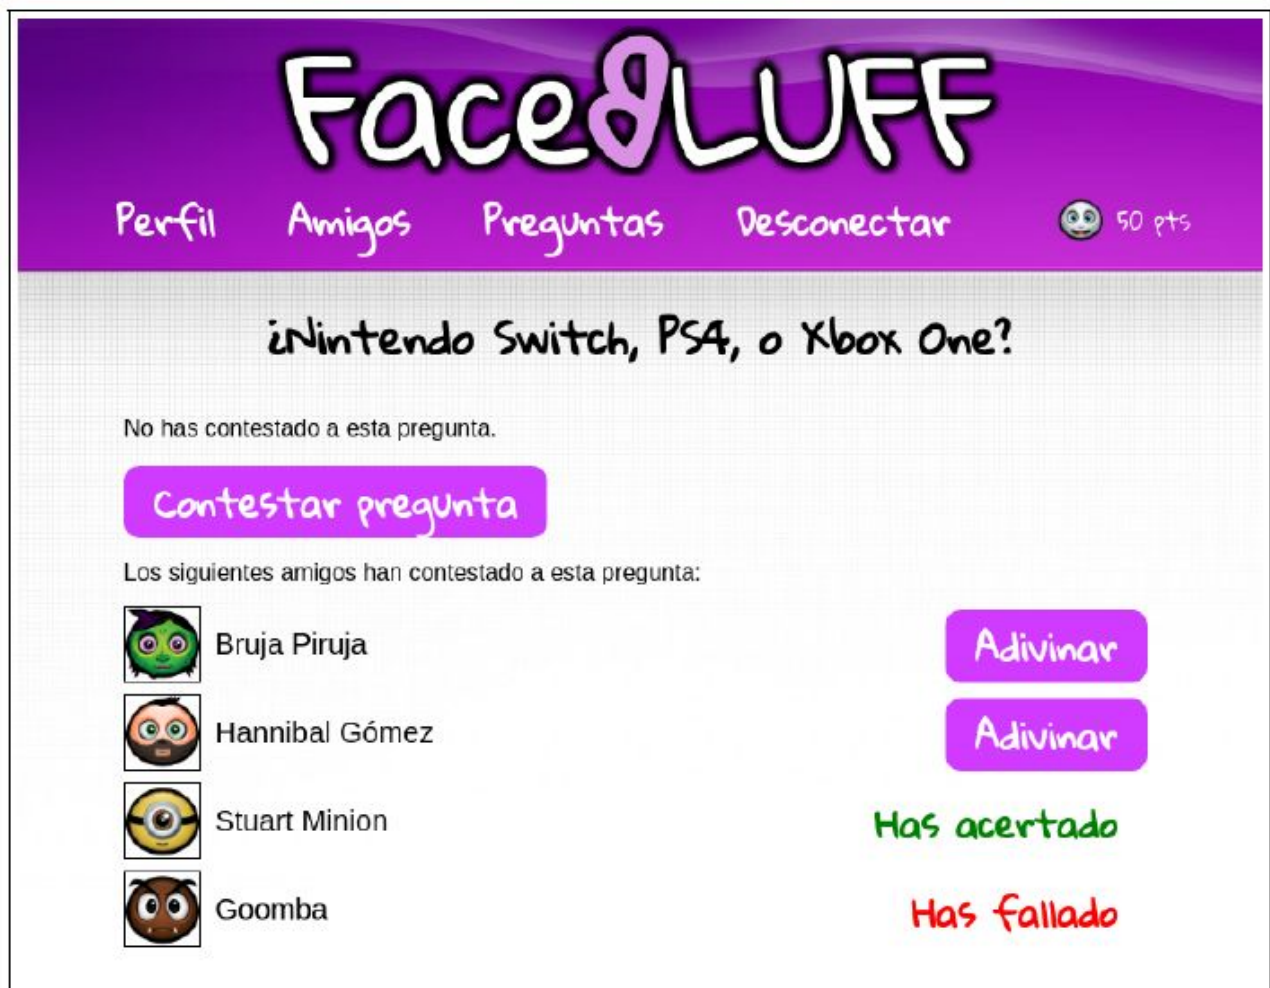 FaceBLUFF
Perfil Amigos Preguntas Desconectar 50 pts
¿Nintendo Switch, PS4, o Xbox One?
No has contestado a esta pregunta.
Contestar pregunta
Los siguientes amigos han contestado a esta pregunta:
Bruja Piruja Adivinar
Hannibal Gómez Adivinar
Stuart Minion Has acertado
Goomba Has fallado